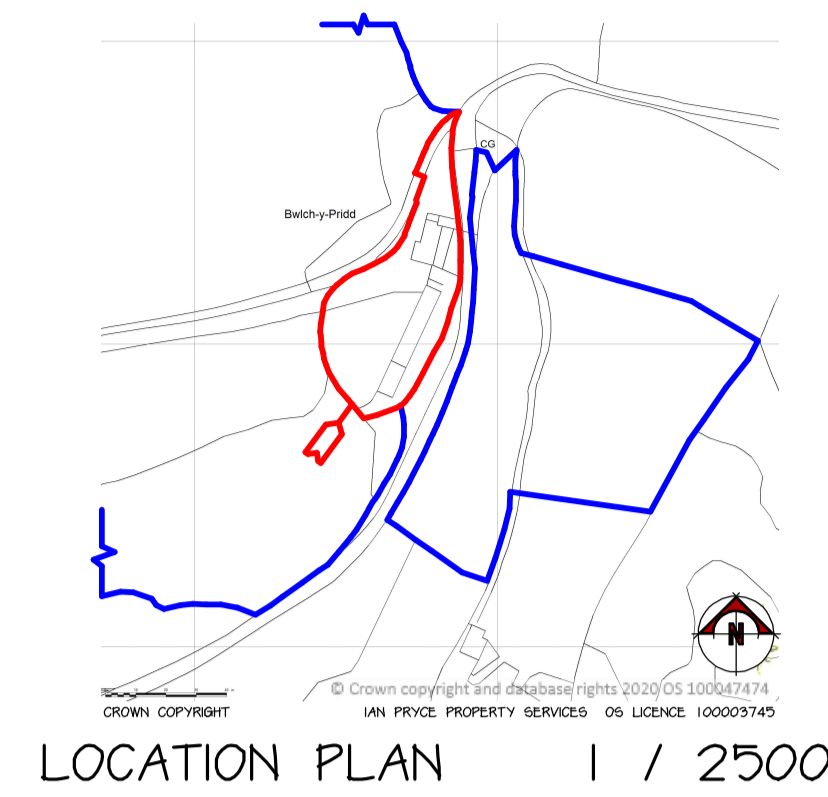 CG
Bwlch-y-Pridd
N
© Crown copyright and database rights 2020 OS 100047474
CROWN COPYRIGHT
IAN PRYCE PROPERTY SERVICES OS LICENCE 100003745
LOCATION PLAN 1 / 2500